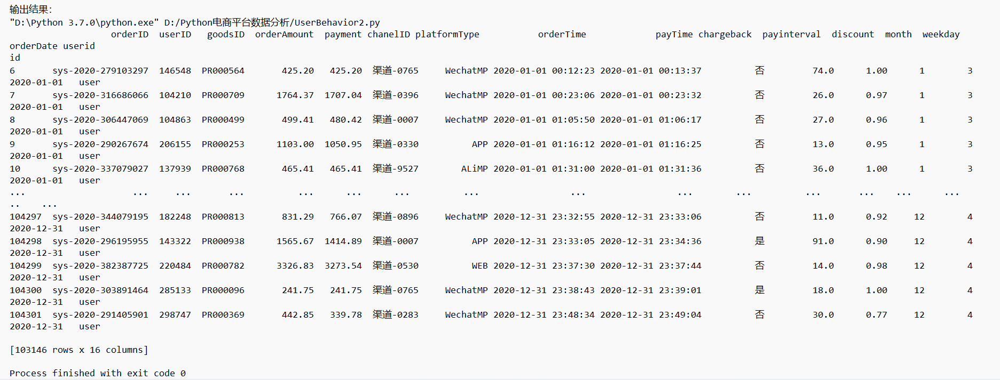 输出结果：
"D:\Python 3.7.0\python.exe" D:/Python电商平台数据分析/UserBehavior2.py
orderID userID goodsID orderAmount payment chanelID platformType orderTime payTime chargeback payinterval discount month weekday
orderDate userid
id
6 sys-2020-279103297 146548 PR000564 425.20 425.20 渠道-0765 WechatMP 2020-01-01 00:12:23 2020-01-01 00:13:37 否 74.0 1.00 1 3
2020-01-01 user
7 sys-2020-316686066 104210 PR000709 1764.37 1707.04 渠道-0396 WechatMP 2020-01-01 00:23:06 2020-01-01 00:23:32 否 26.0 0.97 1 3
2020-01-01 user
8 sys-2020-306447069 104863 PR000499 499.41 480.42 渠道-0007 WechatMP 2020-01-01 01:05:50 2020-01-01 01:06:17 否 27.0 0.96 1 3
2020-01-01 user
9 sys-2020-290267674 206155 PR000253 1103.00 1050.95 渠道-0330 APP 2020-01-01 01:16:12 2020-01-01 01:16:25 否 13.0 0.95 1 3
2020-01-01 user
10 sys-2020-337079027 137939 PR000768 465.41 465.41 渠道-9527 ALiMP 2020-01-01 01:31:00 2020-01-01 01:31:36 否 36.0 1.00 1 3
2020-01-01 user
... ... ... ... ... ... ... ... ... ... ... ... ... ... ...
.. ...
104297 sys-2020-344079195 182248 PR000813 831.29 766.07 渠道-0896 WechatMP 2020-12-31 23:32:55 2020-12-31 23:33:06 否 11.0 0.92 12 4
2020-12-31 user
104298 sys-2020-296195955 143322 PR000938 1565.67 1414.89 渠道-0007 APP 2020-12-31 23:33:05 2020-12-31 23:34:36 是 91.0 0.90 12 4
2020-12-31 user
104299 sys-2020-382387725 220484 PR000782 3326.83 3273.54 渠道-0530 WEB 2020-12-31 23:37:30 2020-12-31 23:37:44 否 14.0 0.98 12 4
2020-12-31 user
104300 sys-2020-303891464 285133 PR000096 241.75 241.75 渠道-0765 WechatMP 2020-12-31 23:38:43 2020-12-31 23:39:01 是 18.0 1.00 12 4
2020-12-31 user
104301 sys-2020-291405901 298747 PR000369 442.85 339.78 渠道-0283 WechatMP 2020-12-31 23:48:34 2020-12-31 23:49:04 否 30.0 0.77 12 4
2020-12-31 user
[103146 rows x 16 columns]
Process finished with exit code 0